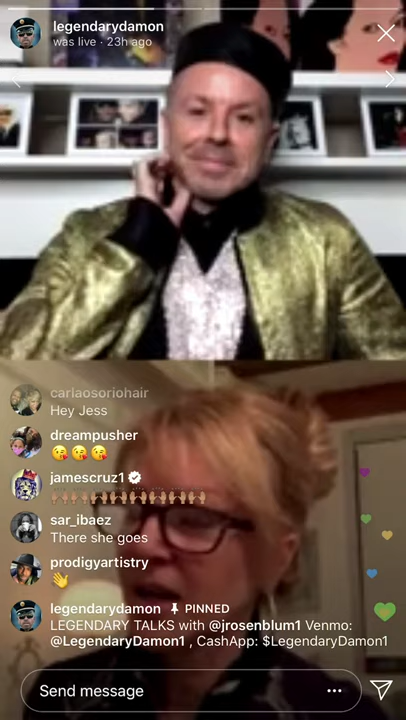 legendarydamon
was live · 23h ago
carlaosoriohair
Hey Jess
dreampusher
😘😘😘
jamescruz1
🙌🏽🙌🏽🙌🏽🙌🏽🙌🏽🙌🏽🙌🏽🙌🏽🙌🏽🙌🏽
sar_ibaez
There she goes
prodigyartistry
👋
legendarydamon PINNED
LEGENDARY TALKS with @jrosenblum1 Venmo:
@LegendaryDamon1 , CashApp: $LegendaryDamon1
Send message